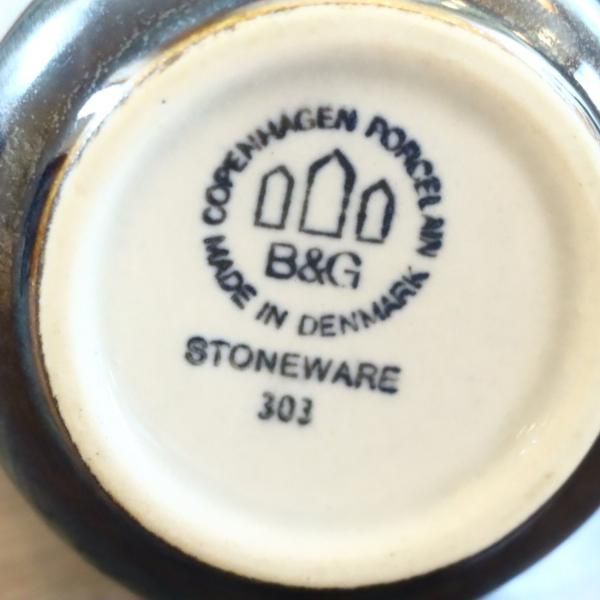 COPENHAGEN PORCELAIN
B&G
MADE IN DENMARK
STONEWARE
303